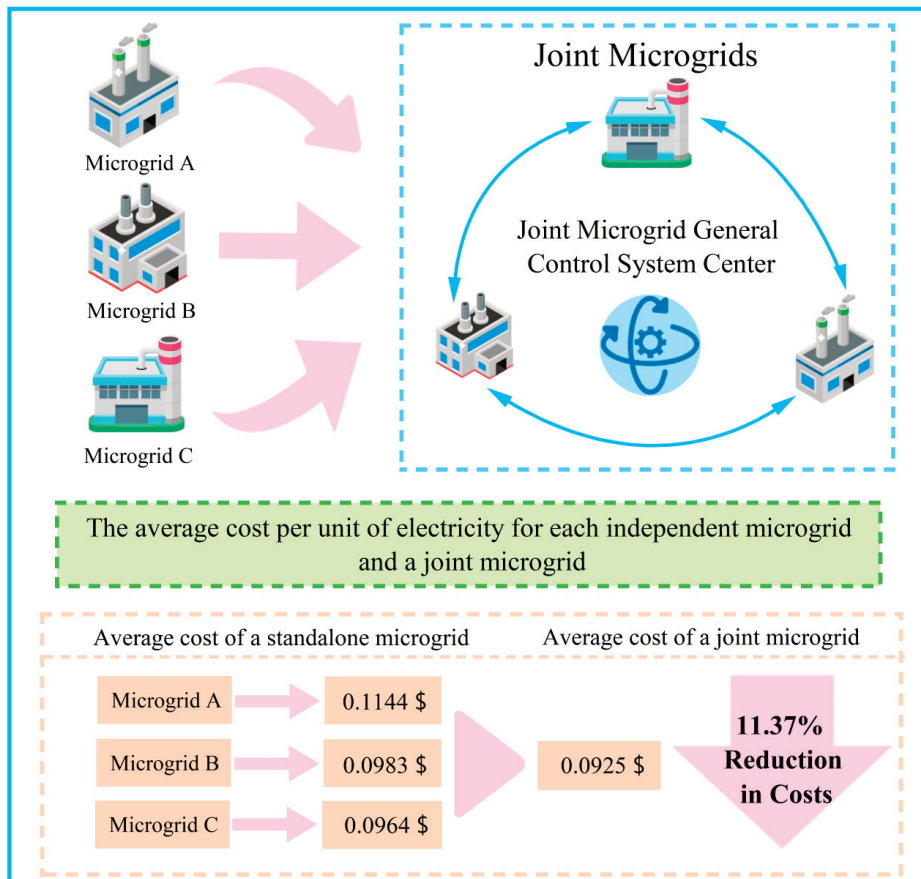 Joint Microgrids
Microgrid A
Microgrid B
Microgrid C
Joint Microgrid General
Control System Center
The average cost per unit of electricity for each independent microgrid
and a joint microgrid
Average cost of a standalone microgrid
Average cost of a joint microgrid
Microgrid A
0.1144 $
Microgrid B
0.0983 $
Microgrid C
0.0964 $
0.0925 $
11.37%
Reduction
in Costs